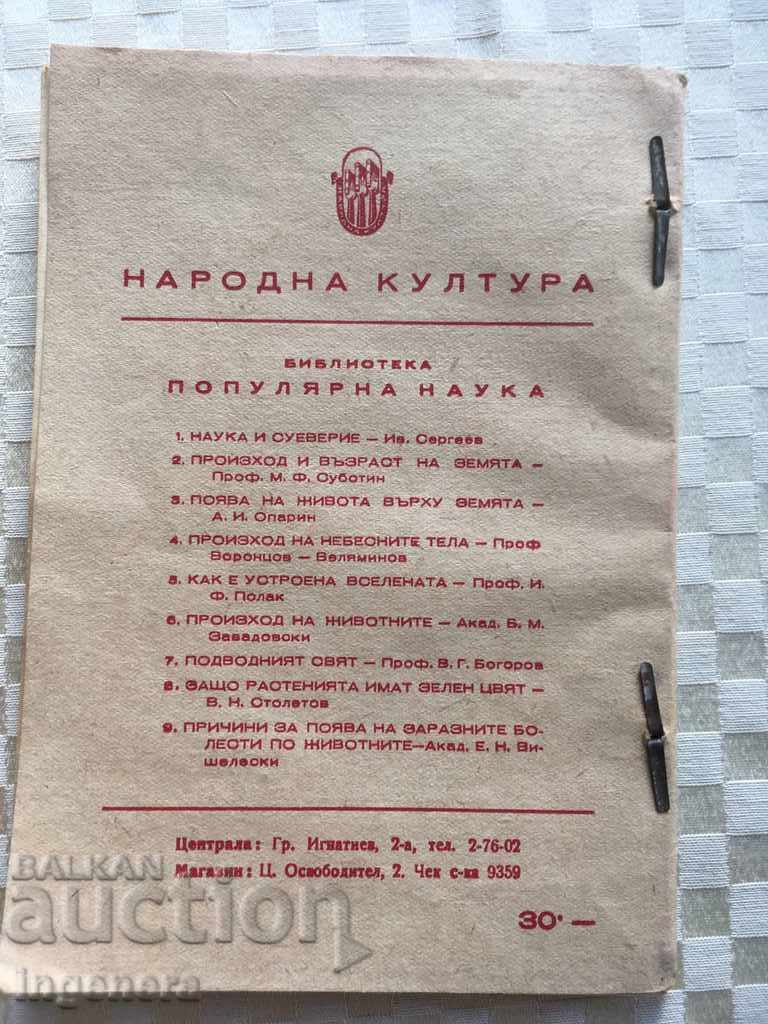 НАРОДНА КУЛТУРА
БИБЛИОТЕКА
ПОПУЛЯРНА НАУКА
1. НАУКА И СУЕВЕРИЕ — Ив. Сергеев
2. ПРОИЗХОД И ВЪЗРАСТ НА ЗЕМЯТА —
Проф. М. Ф. Суботин
3. ПОЯВА НА ЖИВОТА ВЪРХУ ЗЕМЯТА —
А. И. Опарин
4. ПРОИЗХОД НА НЕБЕСНИТЕ ТЕЛА — Проф
Воронцов — Веляминов
5. КАК Е УСТРОЕНА ВСЕЛЕНАТА — Проф. И.
Ф. Полак
6. ПРОИЗХОД НА ЖИВОТНИТЕ — Акад. Б. М.
Завадовски
7. ПОДВОДНИЯТ СВЯТ — Проф. В. Г. Богоров
8. ЗАЩО РАСТЕНИЯТА ИМАТ ЗЕЛЕН ЦВЯТ —
В. Н. Столетов
9. ПРИЧИНИ ЗА ПОЯВА НА ЗАРАЗНИТЕ БО-
ЛЕСТИ ПО ЖИВОТНИТЕ—Акад. Е. Н. Ви-
шелески
Централа: Гр. Игнатиев, 2-а, тел. 2-76-02
Магазин: Ц. Освободител, 2. Чек с-ка 9359
30·—
BALKAN
auction
ingenera